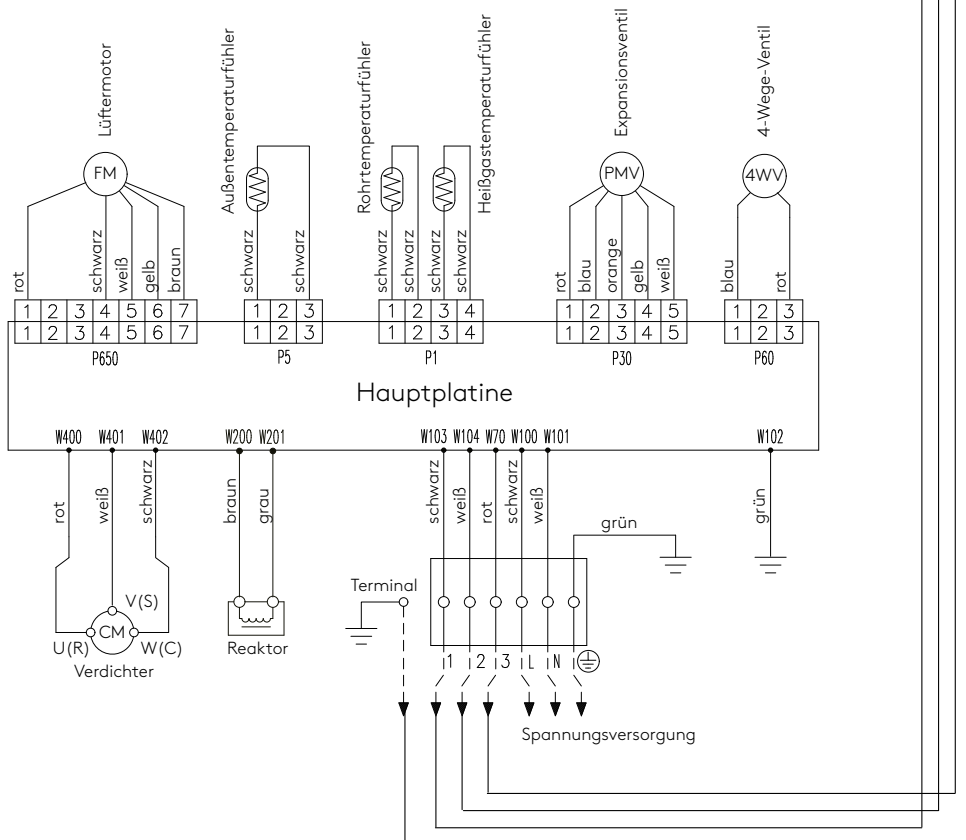 Lüftermotor
Außentemperaturfühler
Rohrtemperaturfühler
Heißgastemperaturfühler
Expansionsventil
4-Wege-Ventil
FM
PMV
4WV
rot
schwarz
weiß
gelb
braun
schwarz
schwarz
schwarz
schwarz
schwarz
schwarz
rot
blau
orange
gelb
weiß
blau
rot
1 2 3 4 5 6 7
1 2 3
1 2 3 4
1 2 3 4 5
1 2 3
1 2 3 4 5 6 7
1 2 3
1 2 3 4
1 2 3 4 5
1 2 3
P650
P5
P1
P30
P60
Hauptplatine
W400 W401 W402
W200 W201
W103 W104 W70 W100 W101
W102
rot
weiß
schwarz
braun
grau
schwarz
weiß
rot
schwarz
weiß
grün
grün
Terminal
V(S)
CM
U(R)
W(C)
Verdichter
Reaktor
1 2 3 L N
Spannungsversorgung